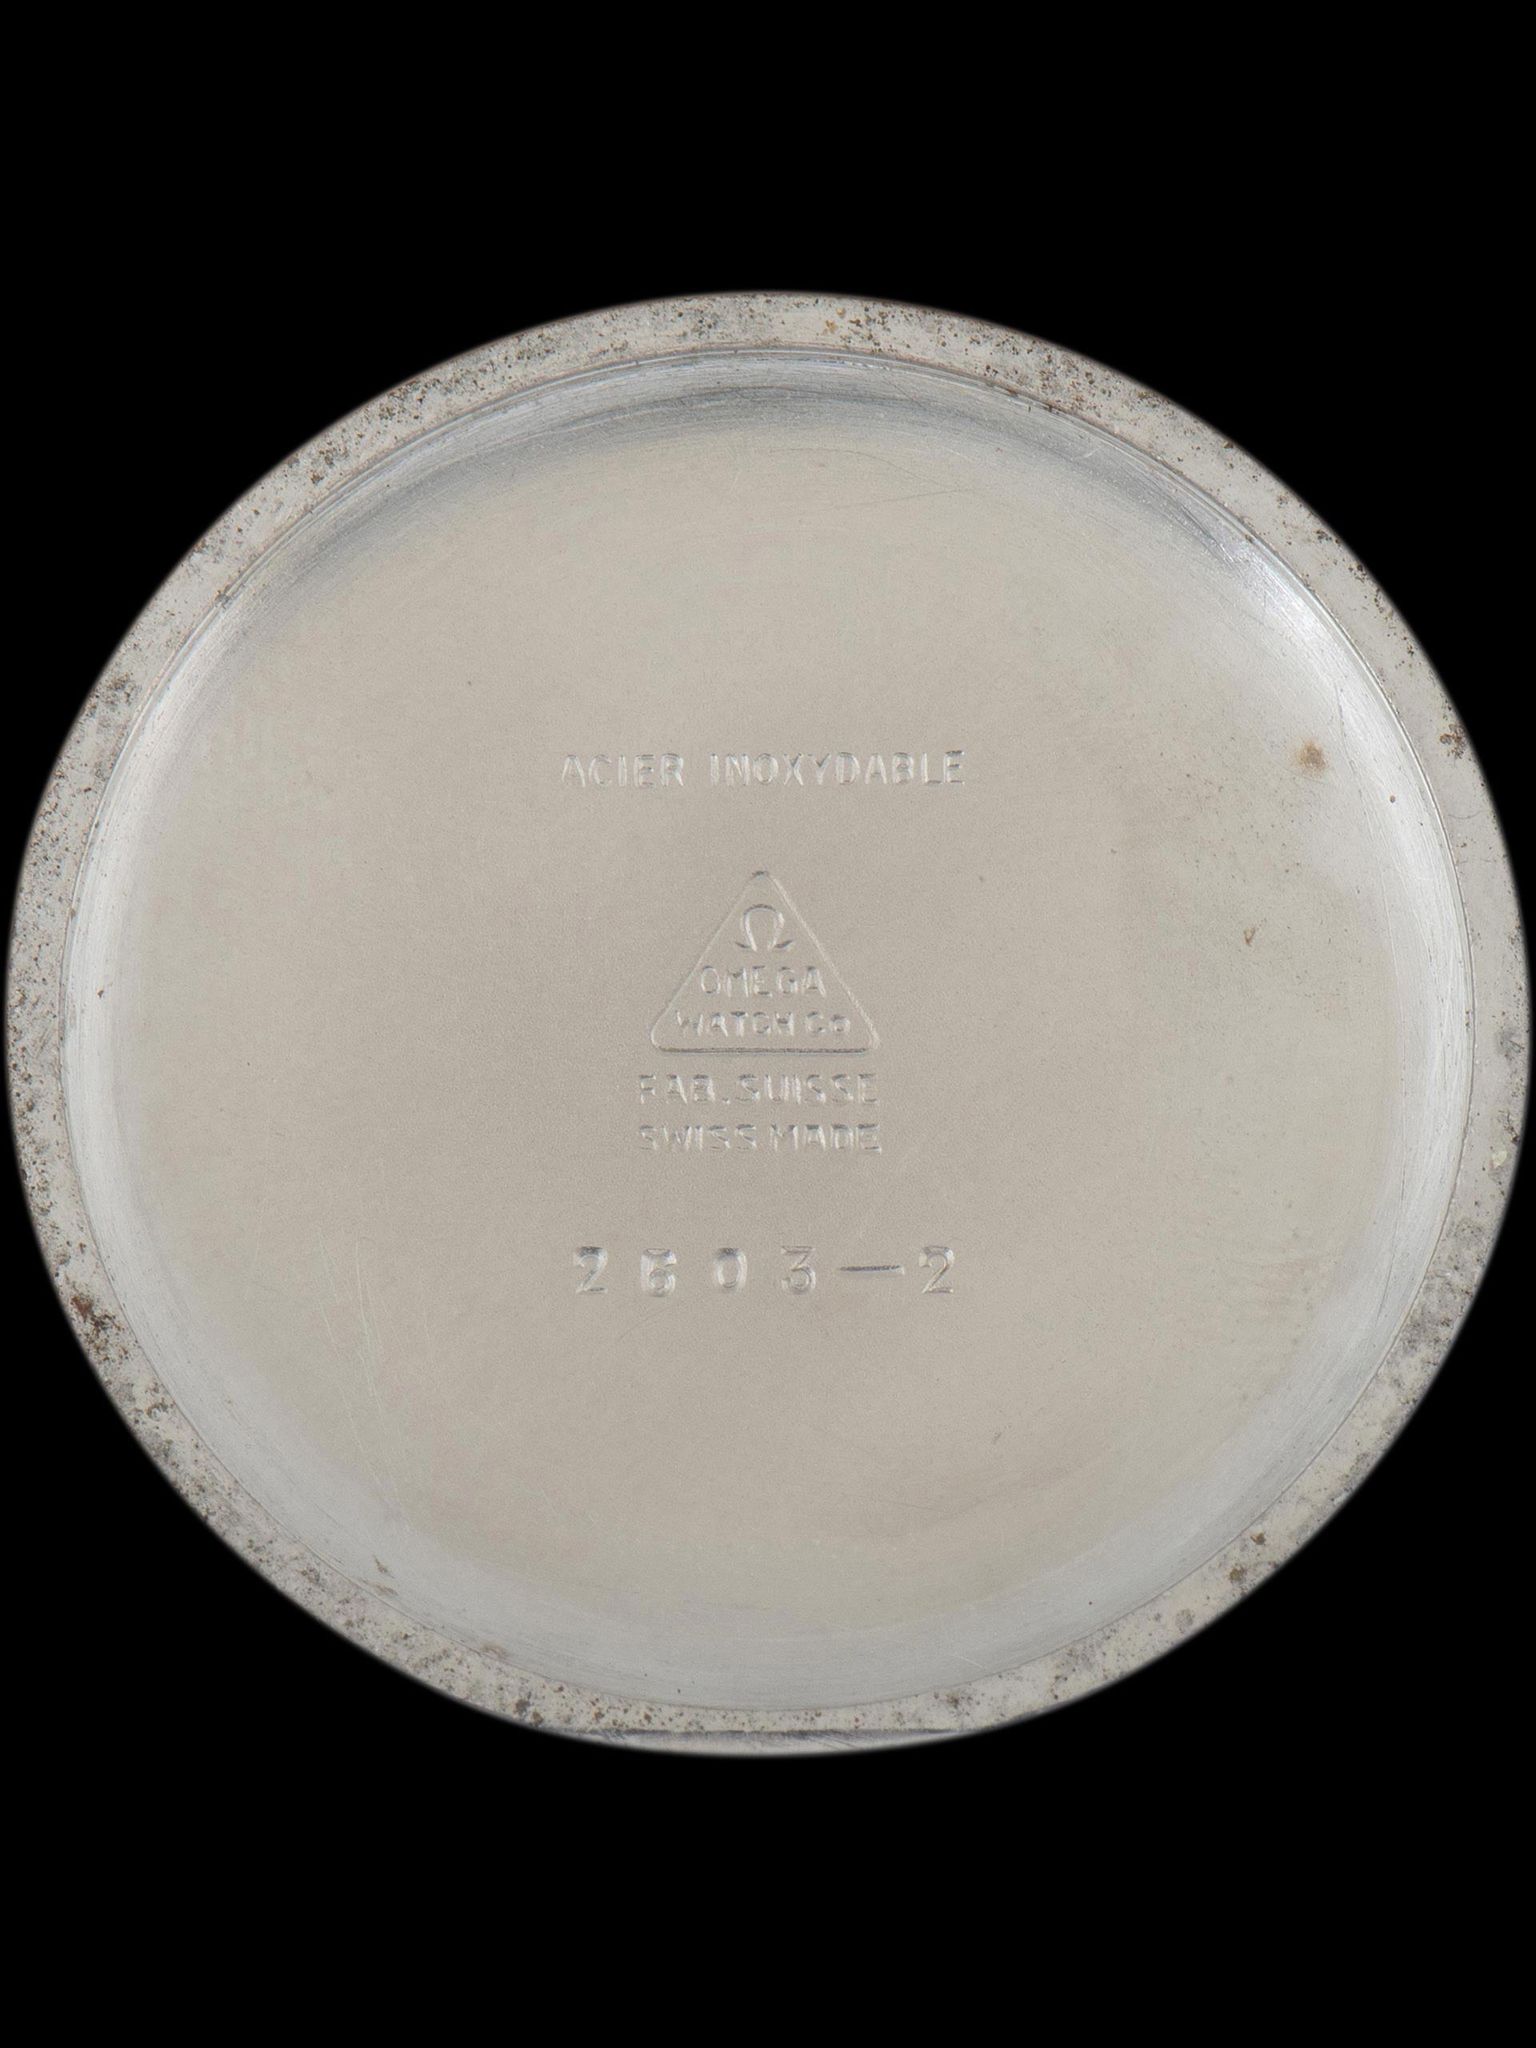 ACIER INOXYDABLE
Ω
OMEGA
WATCH Co
FAB. SUISSE
SWISS MADE
2603-2